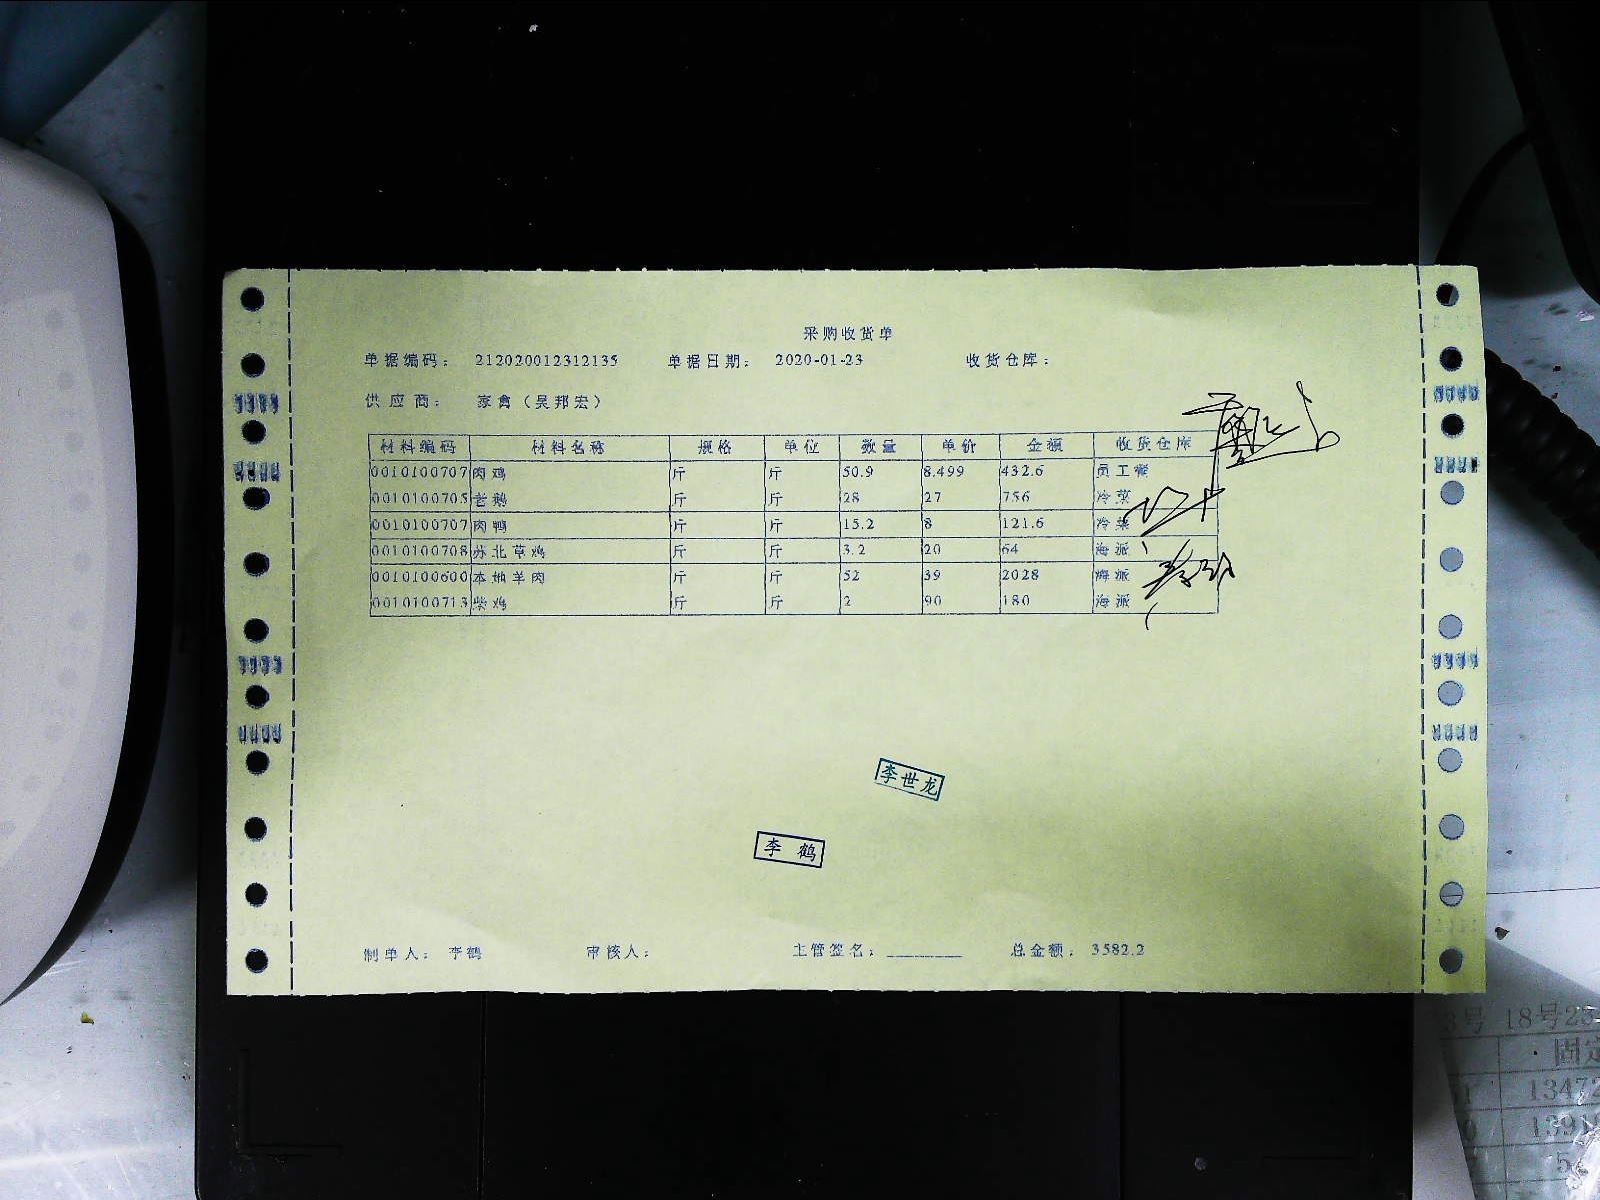 采购收货单
单据编码: 212020012312135 单据日期: 2020-01-23 收货仓库:
供应商: 家禽(吴邦宏)
材料编码 材料名称 规格 单位 数量 单价 金额 收货仓库
0010100707 肉鸡 斤 斤 50.9 8.499 432.6 员工餐
0010100705 老鹅 斤 斤 28 27 756 冷菜
0010100707 肉鸭 斤 斤 15.2 8 121.6 冷菜
0010100708 苏北草鸡 斤 斤 3.2 20 64 海派
0010100600 本地羊肉 斤 斤 52 39 2028 海派
0010100713 柴鸡 斤 斤 2 90 180 海派
李世龙
李鹤
制单人: 李鹤 审核人: 主管签名: ________ 总金额: 3582.2
18号
固定
13472